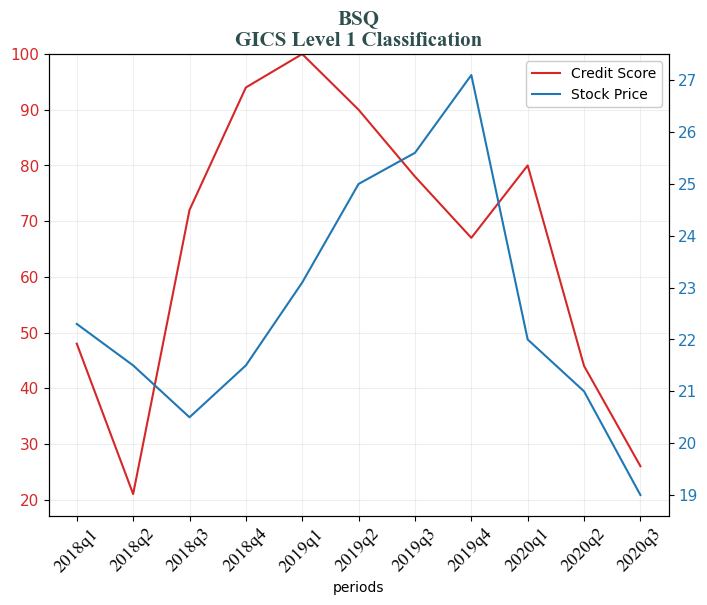 BSQ
GICS Level 1 Classification
Credit Score
Stock Price
100
90
80
70
60
50
40
30
20
27
26
25
24
23
22
21
20
19
2018q1
2018q2
2018q3
2018q4
2019q1
2019q2
2019q3
2019q4
2020q1
2020q2
2020q3
periods